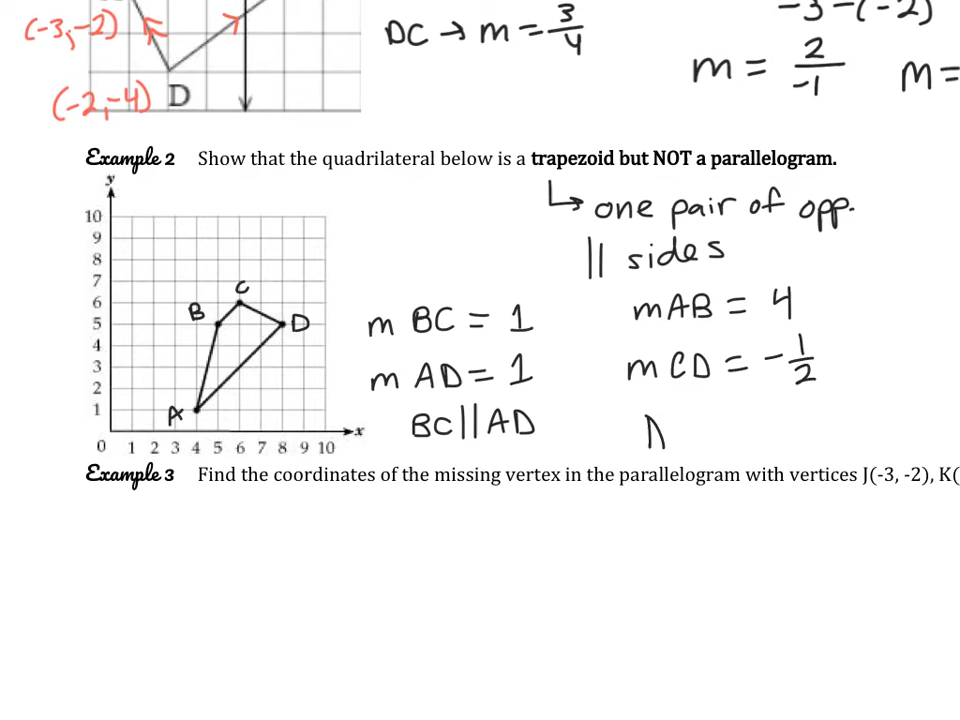 -3-(-2)
(-3,-2)
DC → m = 3/4
m = 2/-1 m =
(-2,-4) D
Example 2 Show that the quadrilateral below is a trapezoid but NOT a parallelogram.
↳ one pair of opp.
|| sides
y
10
9
8
7
6
5
4
3
2
1
0 1 2 3 4 5 6 7 8 9 10
x
A
B
C
D
m BC = 1
m AD = 1
BC || AD
m AB = 4
m CD = -1/2
Example 3 Find the coordinates of the missing vertex in the parallelogram with vertices J(-3, -2), K(